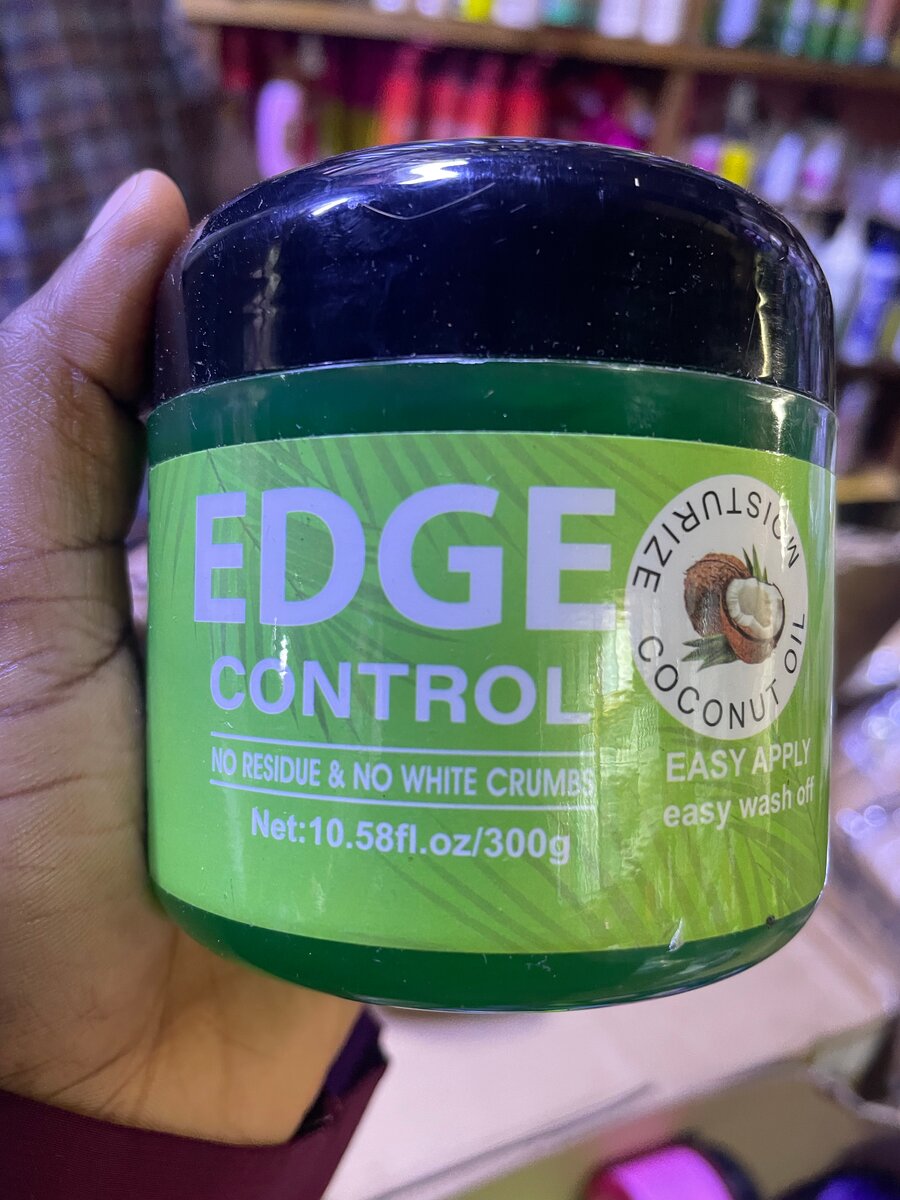 EDGE
CONTROL
NO RESIDUE & NO WHITE CRUMBS
Net:10.58fl.oz/300g
MOISTURIZE
COCONUT OIL
EASY APPLY
easy wash off